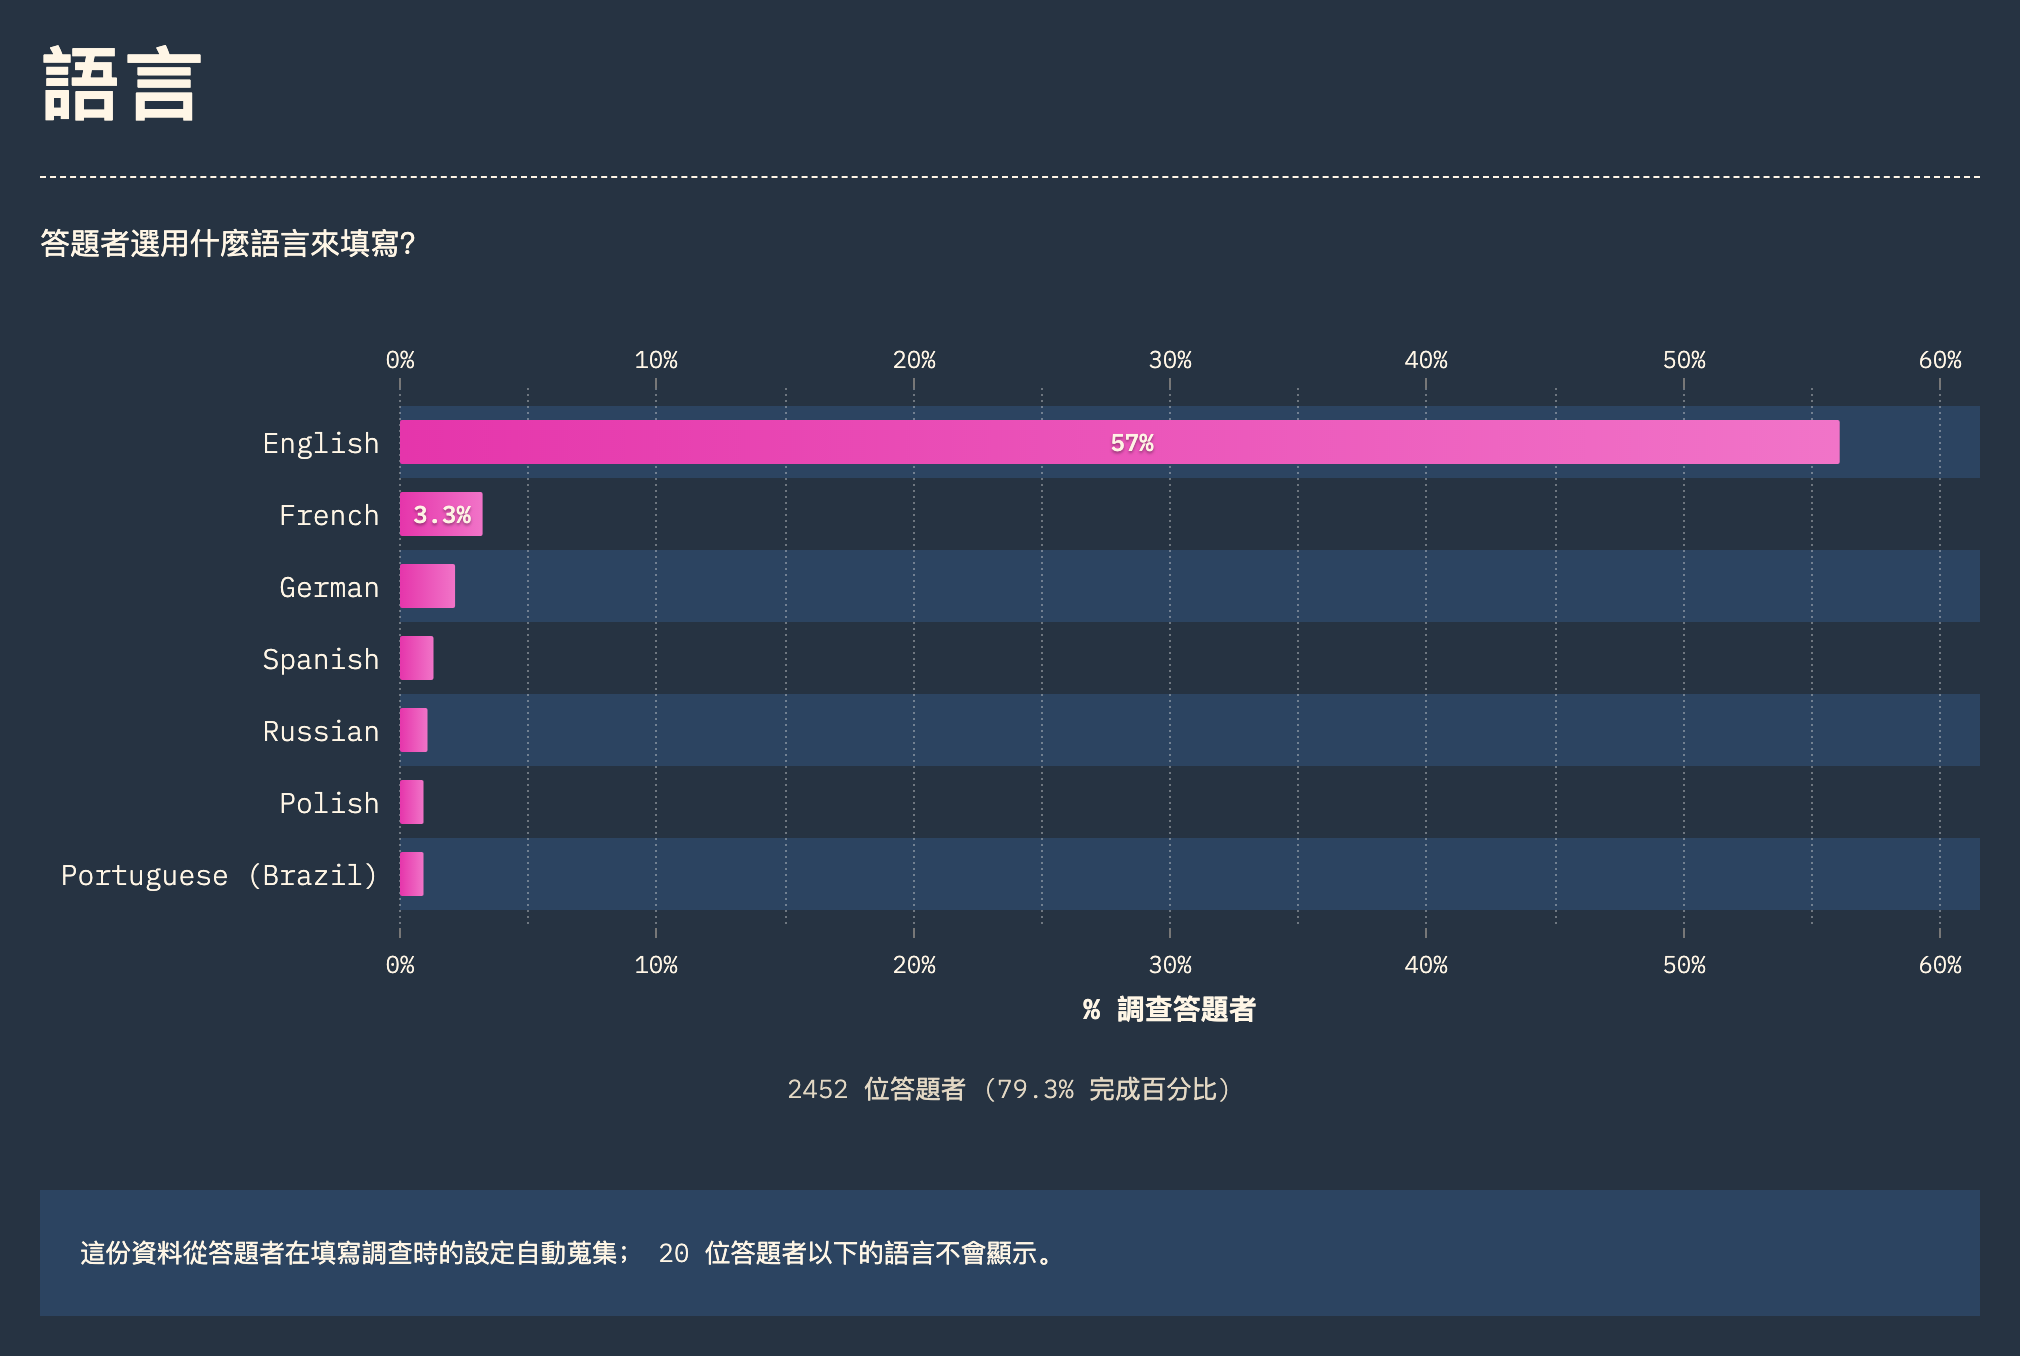 語言
答題者選用什麼語言來填寫?
0% 10% 20% 30% 40% 50% 60%
English 57%
French 3.3%
German
Spanish
Russian
Polish
Portuguese (Brazil)
0% 10% 20% 30% 40% 50% 60%
% 調查答題者
2452 位答題者 (79.3% 完成百分比)
這份資料從答題者在填寫調查時的設定自動蒐集; 20 位答題者以下的語言不會顯示。